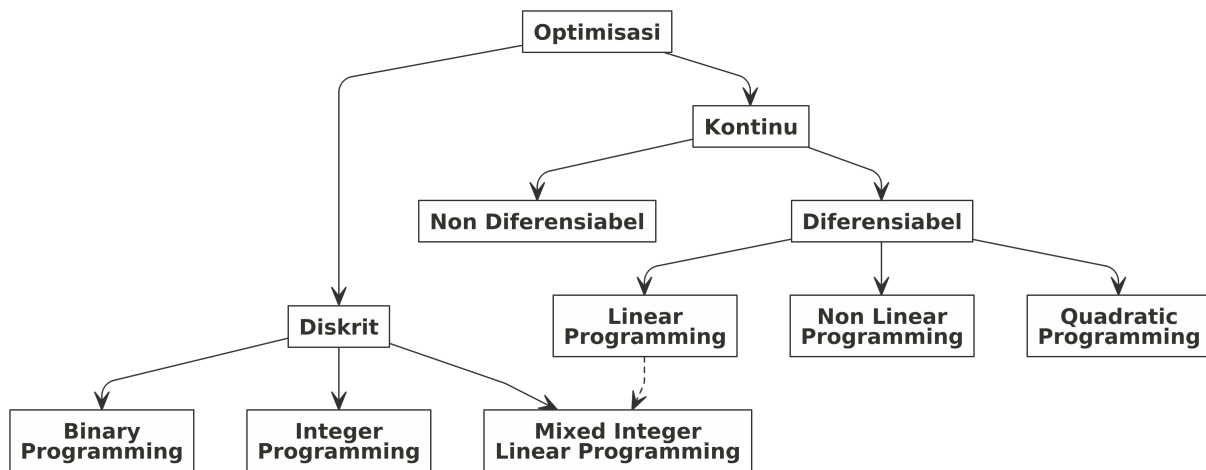 Optimisasi
Kontinu
Non Diferensiabel
Diferensiabel
Diskrit
Linear
Programming
Non Linear
Programming
Quadratic
Programming
Binary
Programming
Integer
Programming
Mixed Integer
Linear Programming